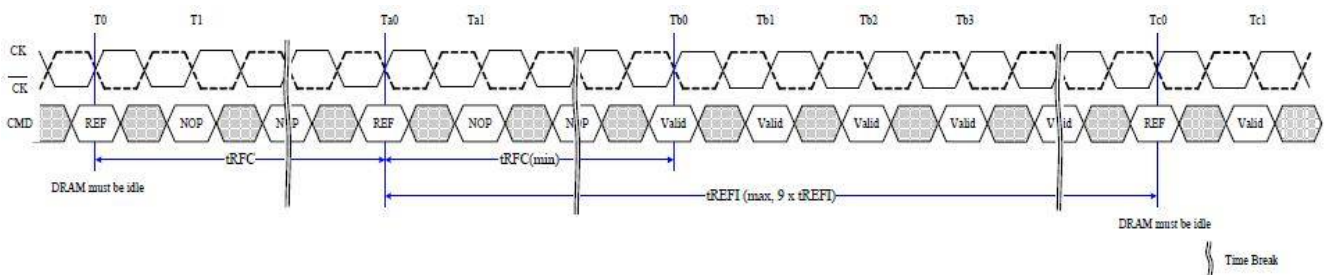 T0 T1 Ta0 Ta1 Tb0 Tb1 Tb2 Tb3 Tc0 Tc1
CK
CK
CMD REF NOP NOP REF NOP NOP Valid Valid Valid Valid Valid REF Valid
tRFC tRFC(min)
DRAM must be idle
tREFI (max, 9 x tREFI)
DRAM must be idle
Time Break